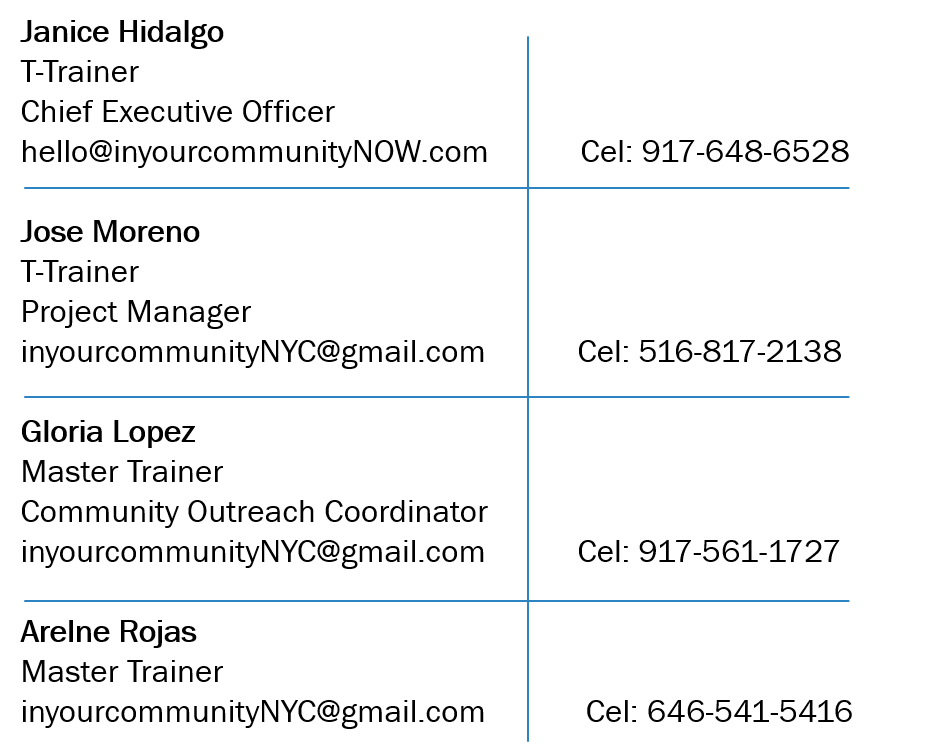 Janice Hidalgo
T-Trainer
Chief Executive Officer
hello@inyourcommunityNOW.com
Cel: 917-648-6528
Jose Moreno
T-Trainer
Project Manager
inyourcommunityNYC@gmail.com
Cel: 516-817-2138
Gloria Lopez
Master Trainer
Community Outreach Coordinator
inyourcommunityNYC@gmail.com
Cel: 917-561-1727
Arelne Rojas
Master Trainer
inyourcommunityNYC@gmail.com
Cel: 646-541-5416